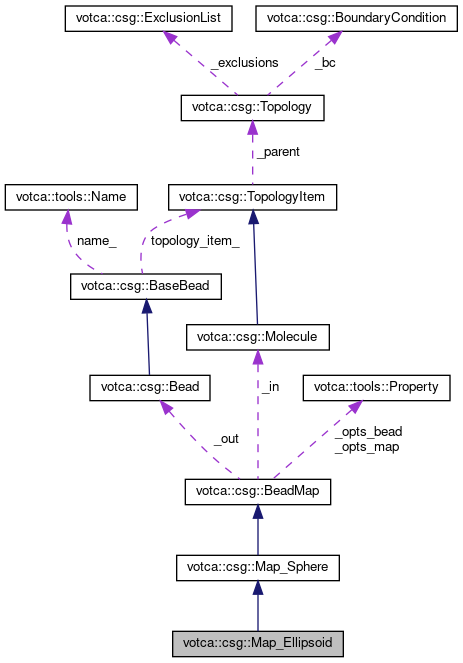 votca::csg::ExclusionList
votca::csg::BoundaryCondition
_exclusions
_bc
votca::csg::Topology
_parent
votca::tools::Name
votca::csg::TopologyItem
name_
topology_item_
votca::csg::BaseBead
votca::csg::Molecule
votca::csg::Bead
_in
votca::tools::Property
_out
_opts_bead
_opts_map
votca::csg::BeadMap
votca::csg::Map_Sphere
votca::csg::Map_Ellipsoid